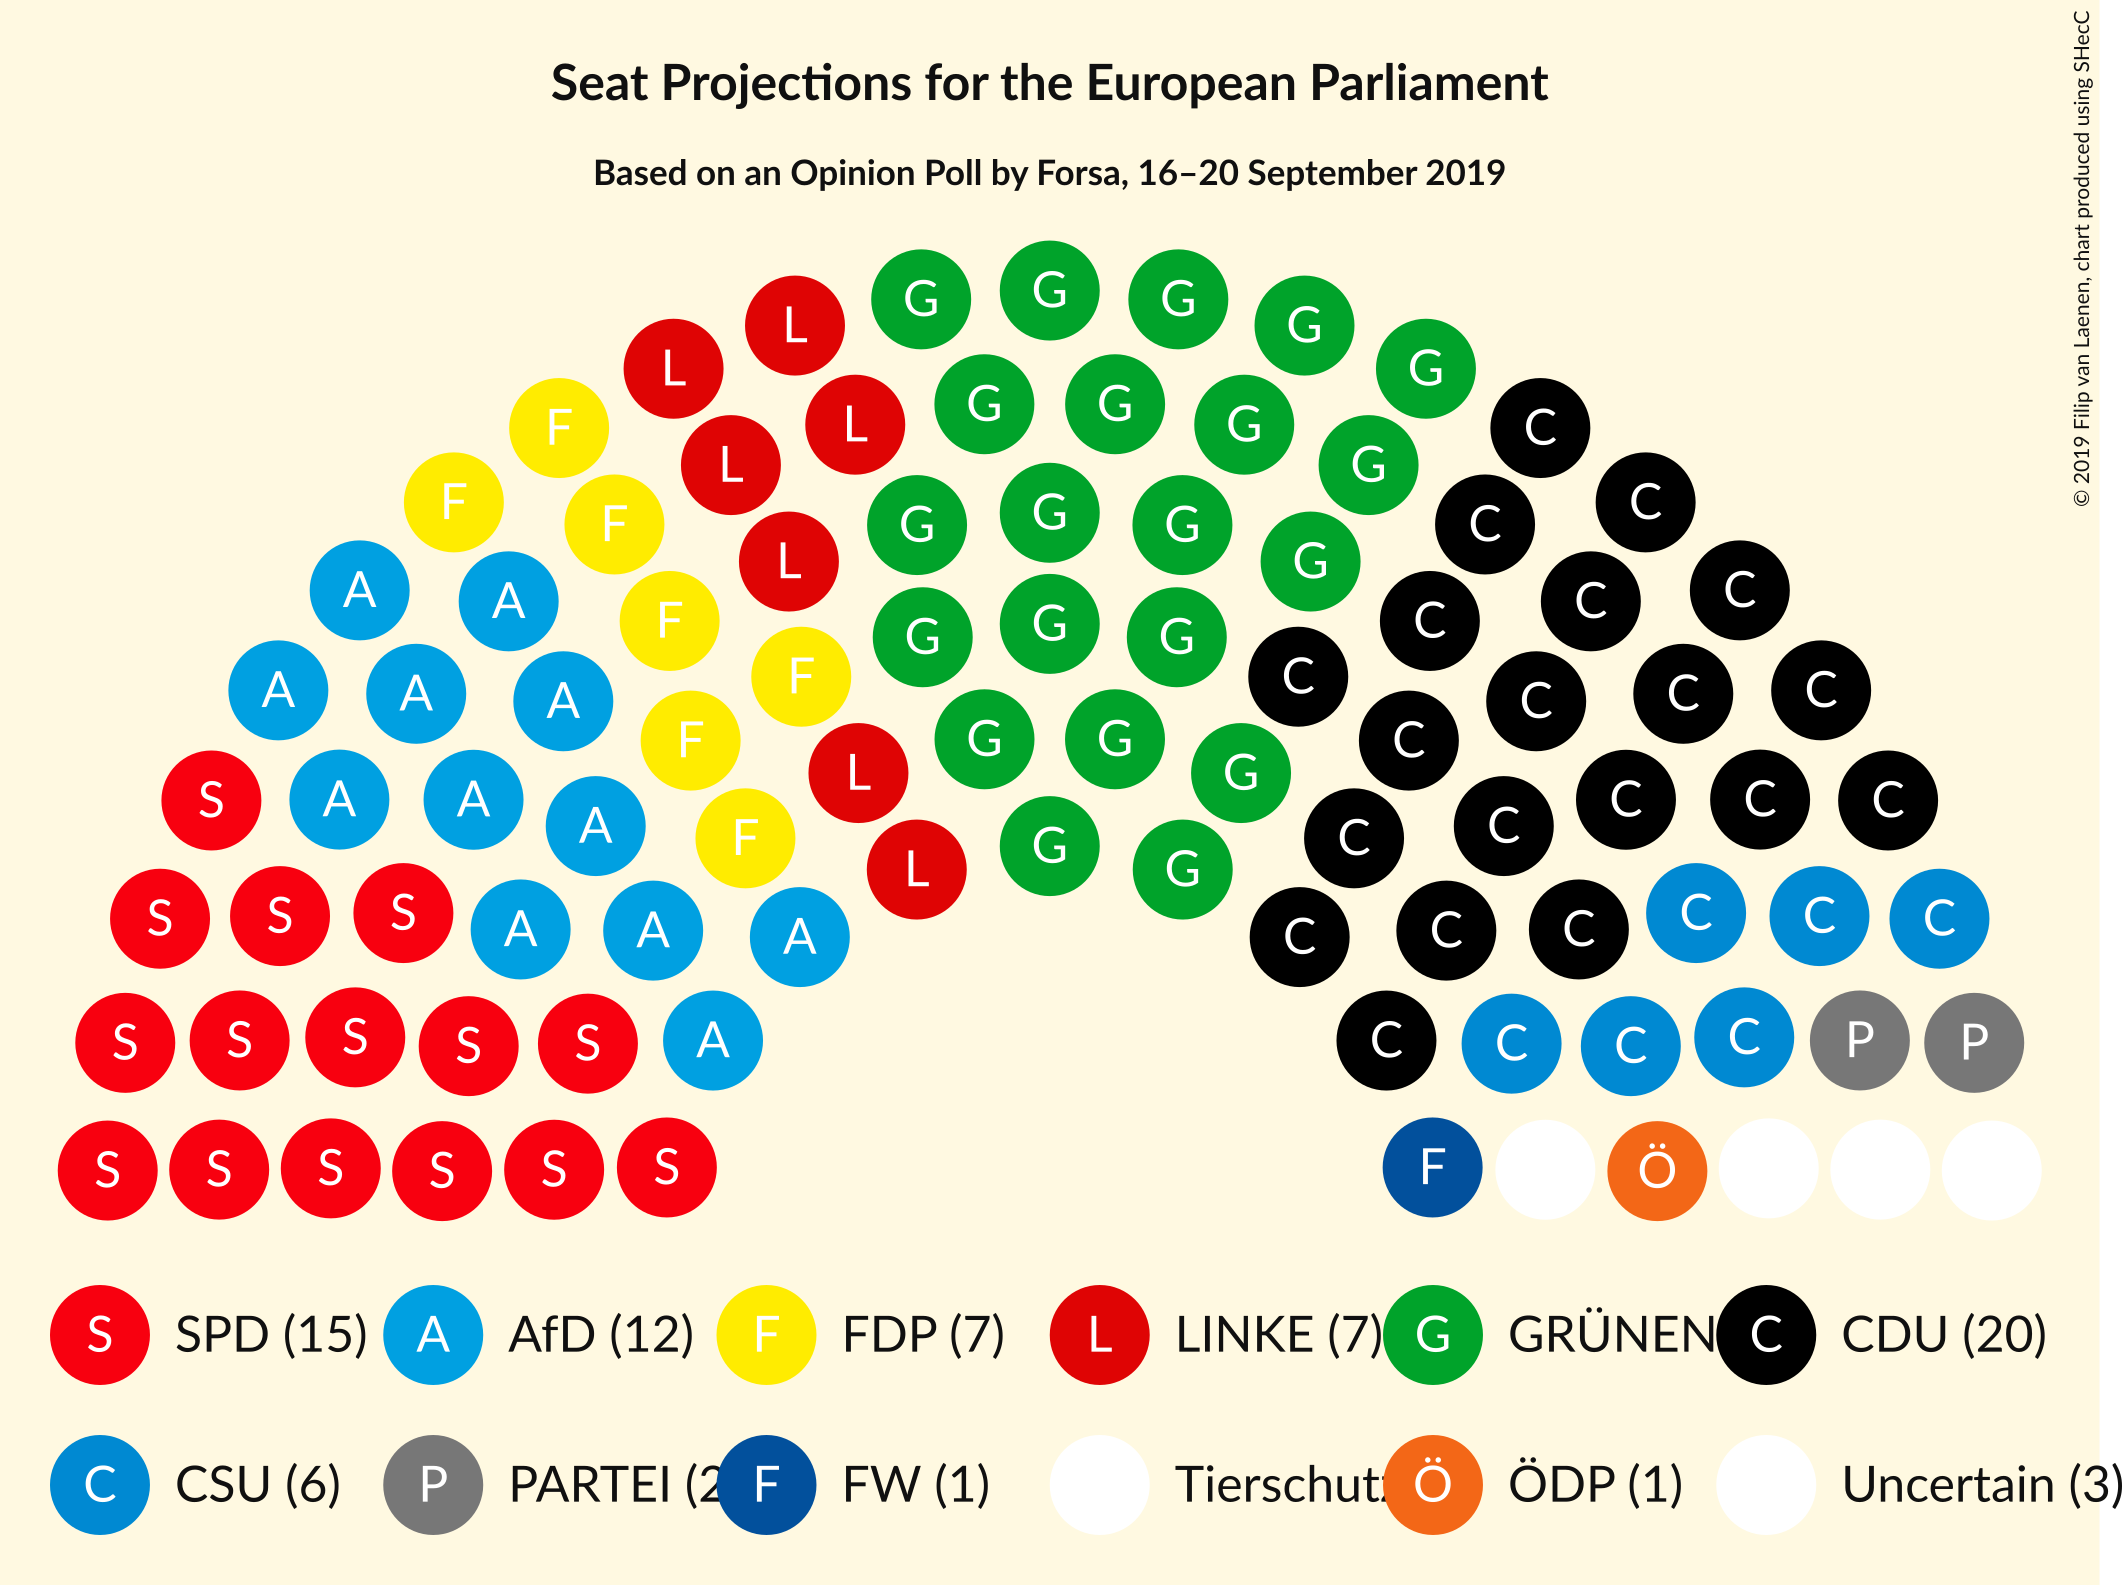 Seat Projections for the European Parliament
Based on an Opinion Poll by Forsa, 16–20 September 2019
© 2019 Filip van Laenen, chart produced using SHecC
G G G G G
L L
L G G G G
F L C
F F L G G G G C C
A A F F G G G C C C C
A A A F L G G G C C C C
S A A A F L G G C C C C C
S S S A A A C C C C C C
S S S S S A C C C C P P
S S S S S S F Ö
S SPD (15) A AfD (12) F FDP (7) L LINKE (7) G GRÜNEN C CDU (20)
C CSU (6) P PARTEI (2 F FW (1) Tierschutz Ö ÖDP (1) Uncertain (3)